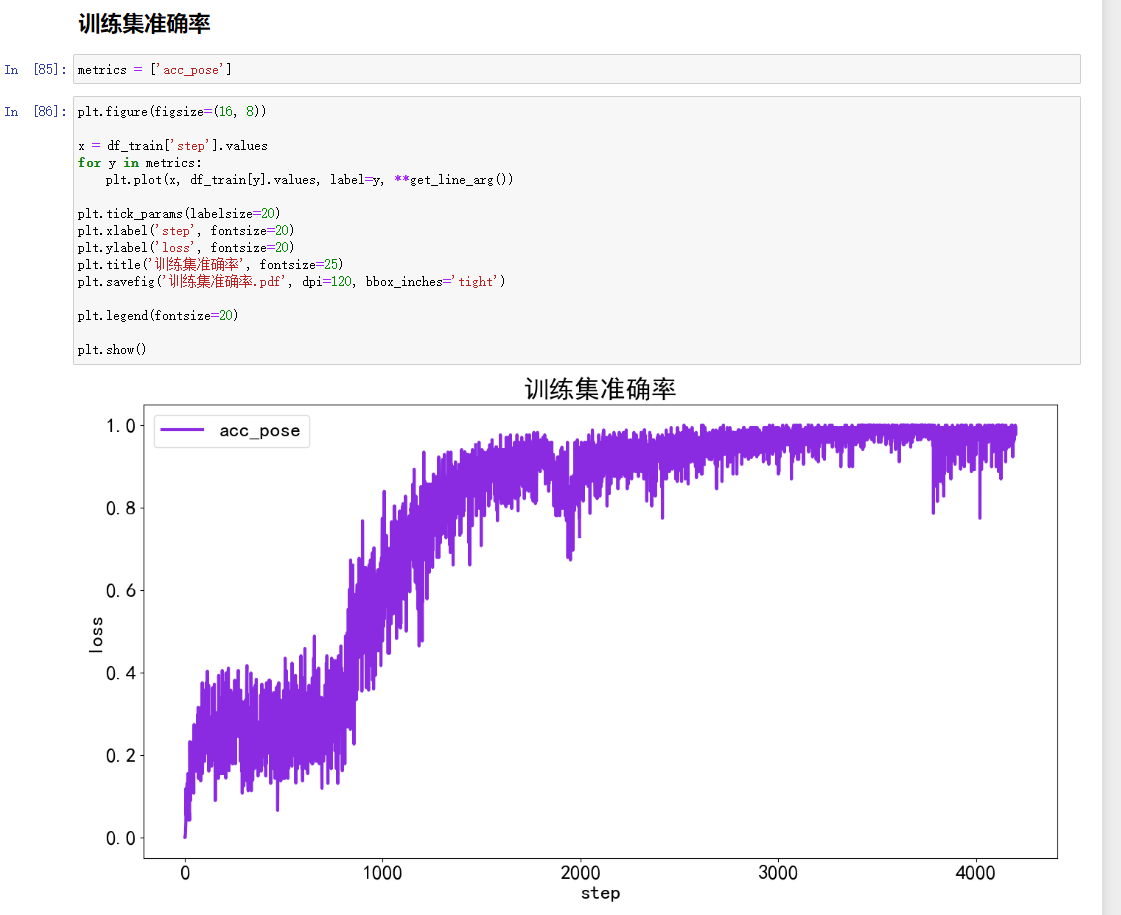 训练集准确率
In [85]: metrics = ['acc_pose']
In [86]: plt.figure(figsize=(16, 8))
x = df_train['step'].values
for y in metrics:
    plt.plot(x, df_train[y].values, label=y, **get_line_arg())
plt.tick_params(labelsize=20)
plt.xlabel('step', fontsize=20)
plt.ylabel('loss', fontsize=20)
plt.title('训练集准确率', fontsize=25)
plt.savefig('训练集准确率.pdf', dpi=120, bbox_inches='tight')
plt.legend(fontsize=20)
plt.show()
训练集准确率
acc_pose
1.0
0.8
0.6
0.4
0.2
0.0
loss
0 1000 2000 3000 4000
step